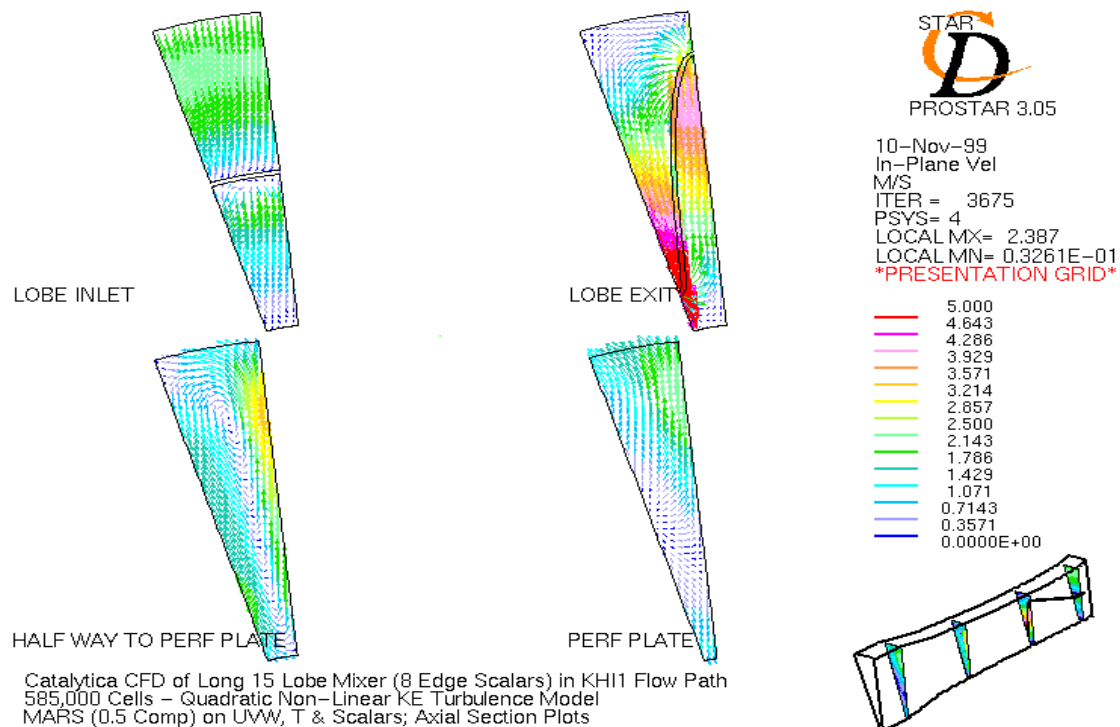 STAR
D
PROSTAR 3.05
10-Nov-99
In-Plane Vel
M/S
ITER = 3675
PSYS= 4
LOCAL MX= 2.387
LOCAL MN= 0.3261E-01
*PRESENTATION GRID*
LOBE INLET
LOBE EXIT
5.000
4.643
4.286
3.929
3.571
3.214
2.857
2.500
2.143
1.786
1.429
1.071
0.7143
0.3571
0.0000E+00
HALF WAY TO PERF PLATE
PERF PLATE
Catalytica CFD of Long 15 Lobe Mixer (8 Edge Scalars) in KHI1 Flow Path
585,000 Cells - Quadratic Non-Linear KE Turbulence Model
MARS (0.5 Comp) on UVW, T & Scalars; Axial Section Plots